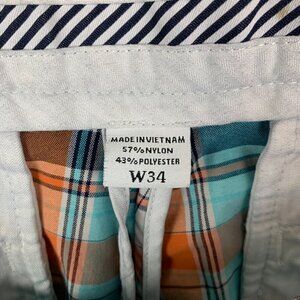 MADE IN VIETNAM
57% NYLON
43% POLYESTER
W34